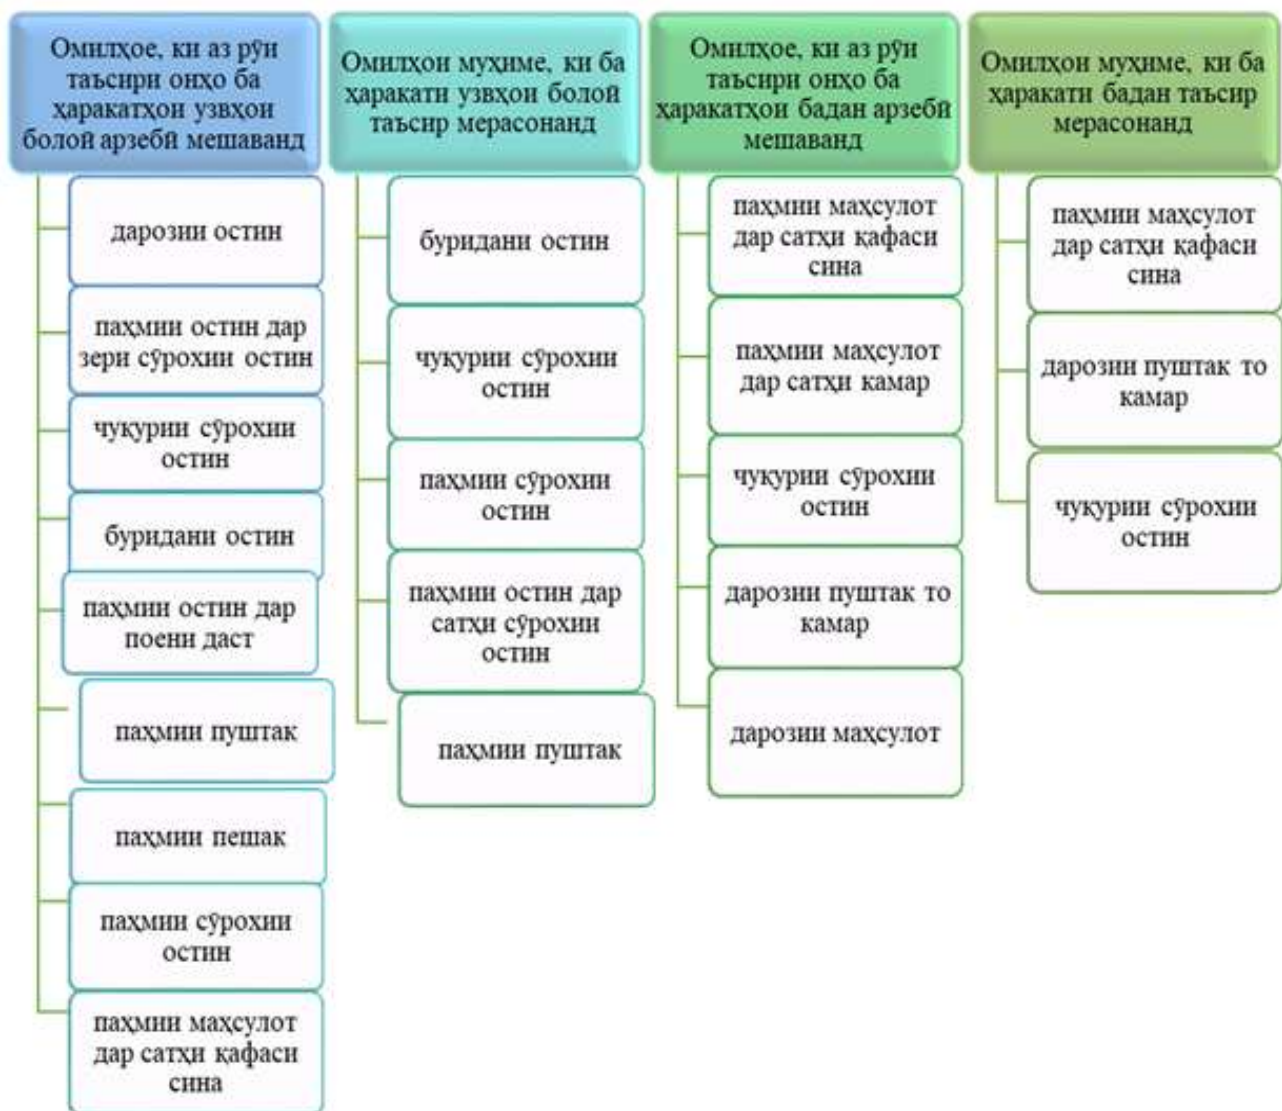 Омилҳое, ки аз рӯи
таъсири онҳо ба
ҳаракатҳои узвҳои
болоӣ арзебӣ мешаванд
дарозии остин
паҳмии остин дар
зери сӯрохии остин
чуқурии сӯрохии
остин
буридани остин
паҳмии остин дар
поени даст
паҳмии пуштак
паҳмии пешак
паҳмии сӯрохии
остин
паҳмии маҳсулот
дар сатҳи қафаси
сина
Омилҳои муҳиме, ки ба
ҳаракати узвҳои болоӣ
таъсир мерасонанд
буридани остин
чуқурии сӯрохии
остин
паҳмии сӯрохии
остин
паҳмии остин дар
сатҳи сӯрохии
остин
паҳмии пуштак
Омилҳое, ки аз рӯи
таъсири онҳо ба
ҳаракатҳои бадан арзебӣ
мешаванд
паҳмии маҳсулот
дар сатҳи қафаси
сина
паҳмии маҳсулот
дар сатҳи камар
чуқурии сӯрохии
остин
дарозии пуштак то
камар
дарозии маҳсулот
Омилҳои муҳиме, ки ба
ҳаракати бадан таъсир
мерасонанд
паҳмии маҳсулот
дар сатҳи қафаси
сина
дарозии пуштак то
камар
чуқурии сӯрохии
остин